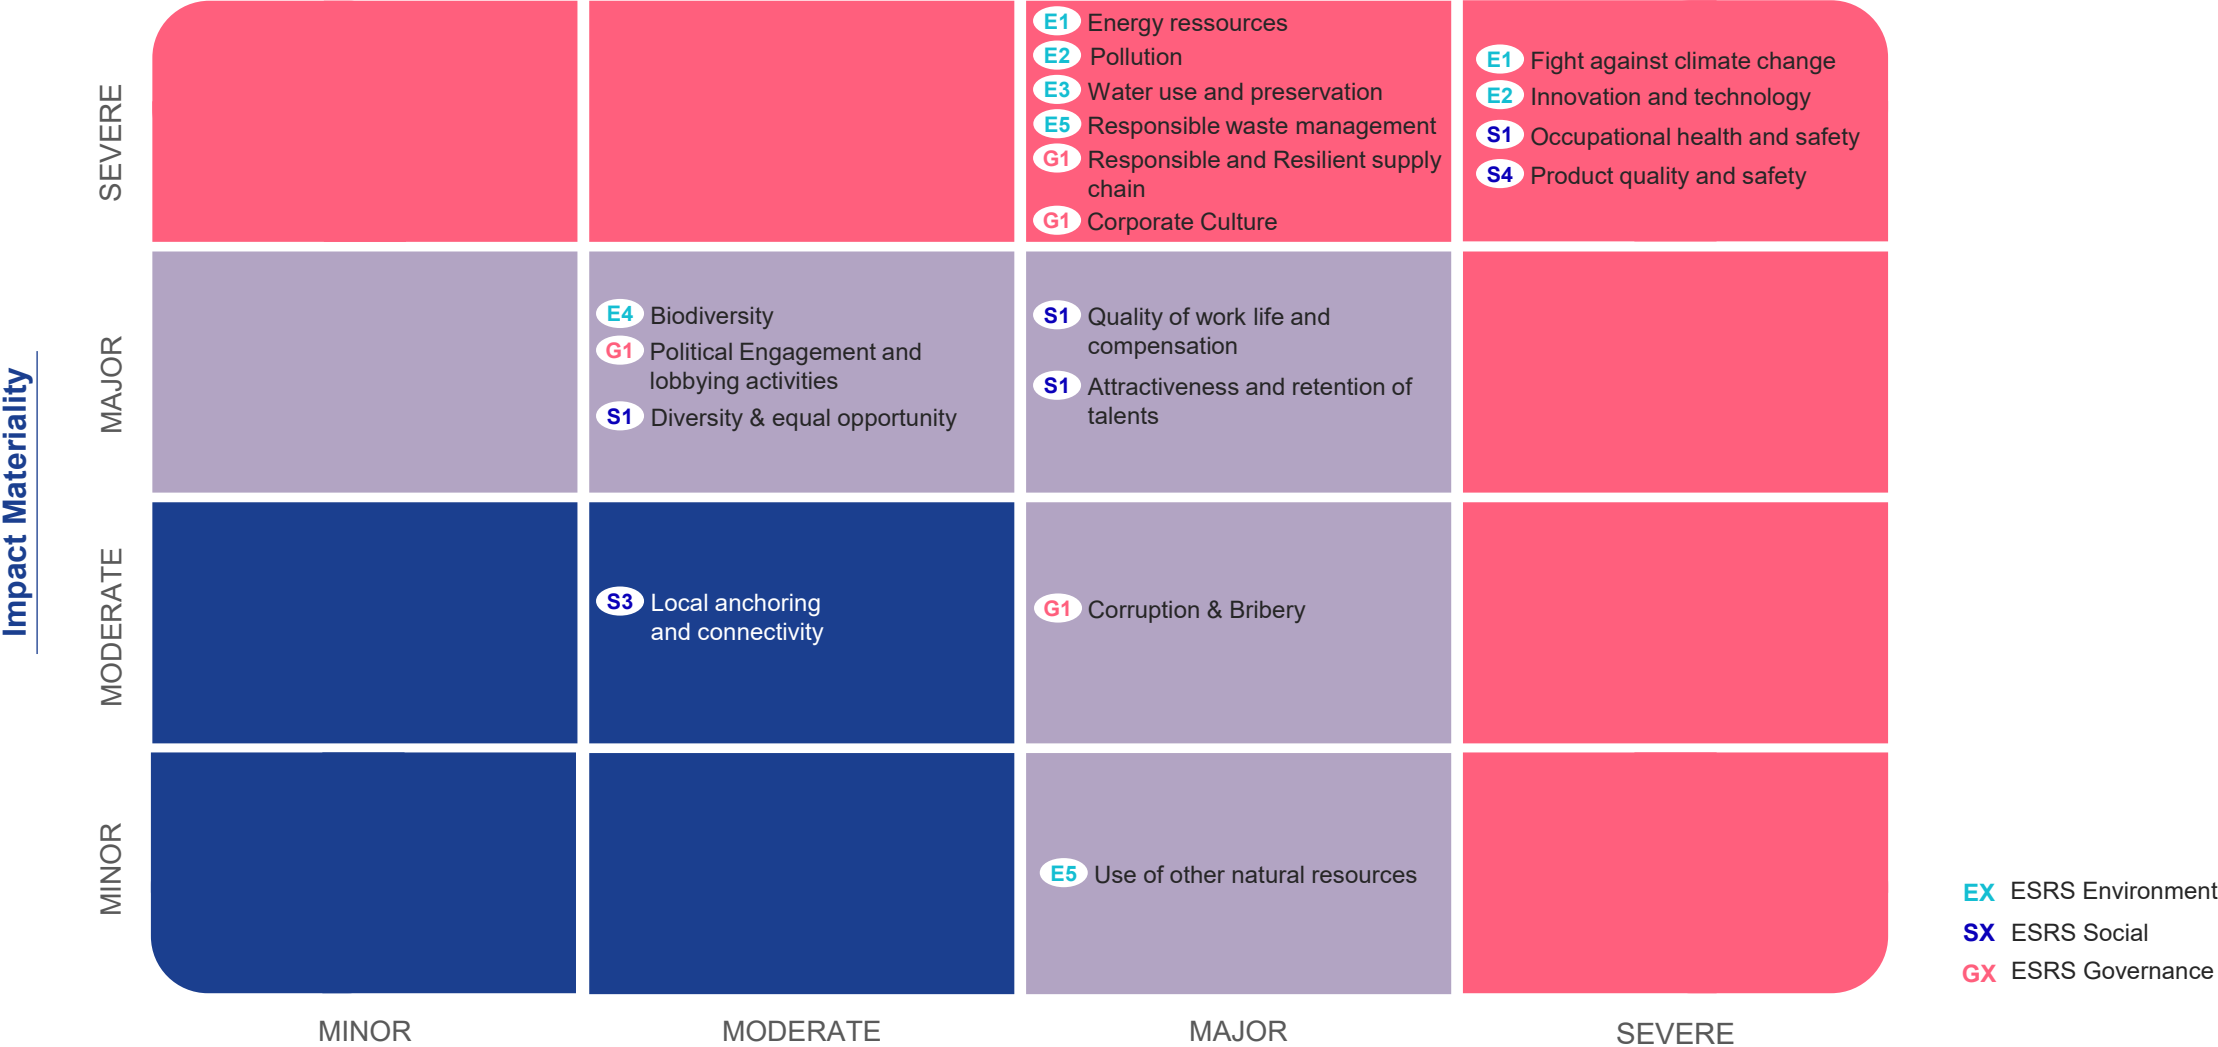 Impact Materiality
SEVERE
E1 Energy ressources
E2 Pollution
E3 Water use and preservation
E5 Responsible waste management
G1 Responsible and Resilient supply
chain
G1 Corporate Culture
E1 Fight against climate change
E2 Innovation and technology
S1 Occupational health and safety
S4 Product quality and safety
MAJOR
E4 Biodiversity
G1 Political Engagement and
lobbying activities
S1 Diversity & equal opportunity
S1 Quality of work life and
compensation
S1 Attractiveness and retention of
talents
MODERATE
S3 Local anchoring
and connectivity
G1 Corruption & Bribery
MINOR
E5 Use of other natural resources
MINOR
MODERATE
MAJOR
SEVERE
EX ESRS Environment
SX ESRS Social
GX ESRS Governance